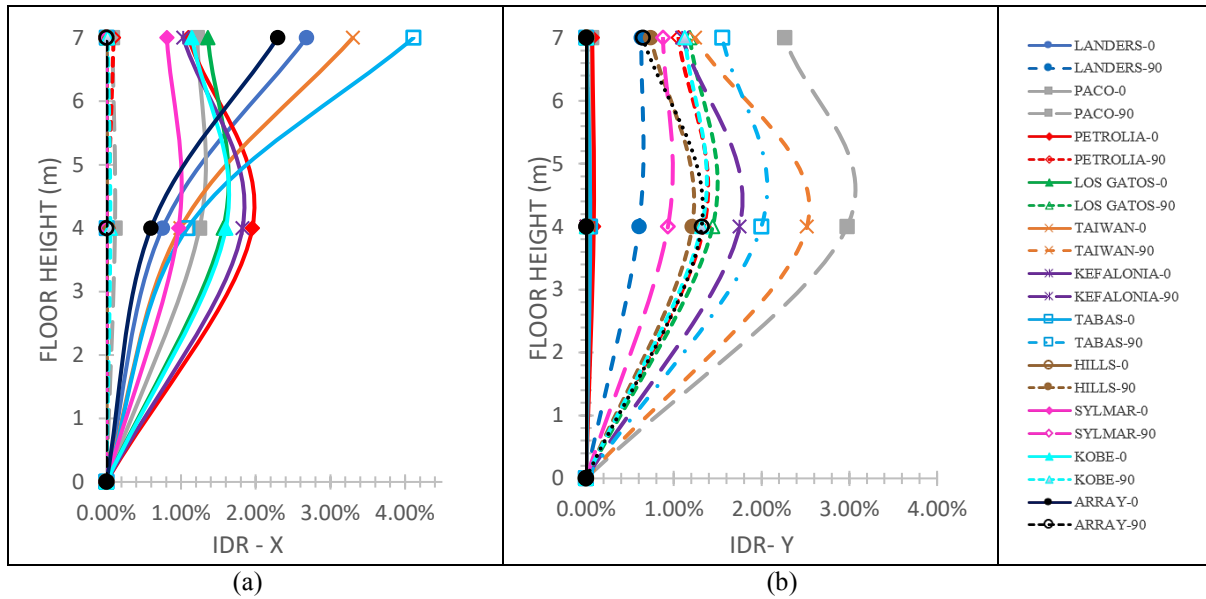 FLOOR HEIGHT (m)
7
6
5
4
3
2
1
0
0.00% 1.00% 2.00% 3.00% 4.00%
IDR - X
(a)
FLOOR HEIGHT (m)
7
6
5
4
3
2
1
0
0.00% 1.00% 2.00% 3.00% 4.00%
IDR- Y
(b)
LANDERS-0
LANDERS-90
PACO-0
PACO-90
PETROLIA-0
PETROLIA-90
LOS GATOS-0
LOS GATOS-90
TAIWAN-0
TAIWAN-90
KEFALONIA-0
KEFALONIA-90
TABAS-0
TABAS-90
HILLS-0
HILLS-90
SYLMAR-0
SYLMAR-90
KOBE-0
KOBE-90
ARRAY-0
ARRAY-90